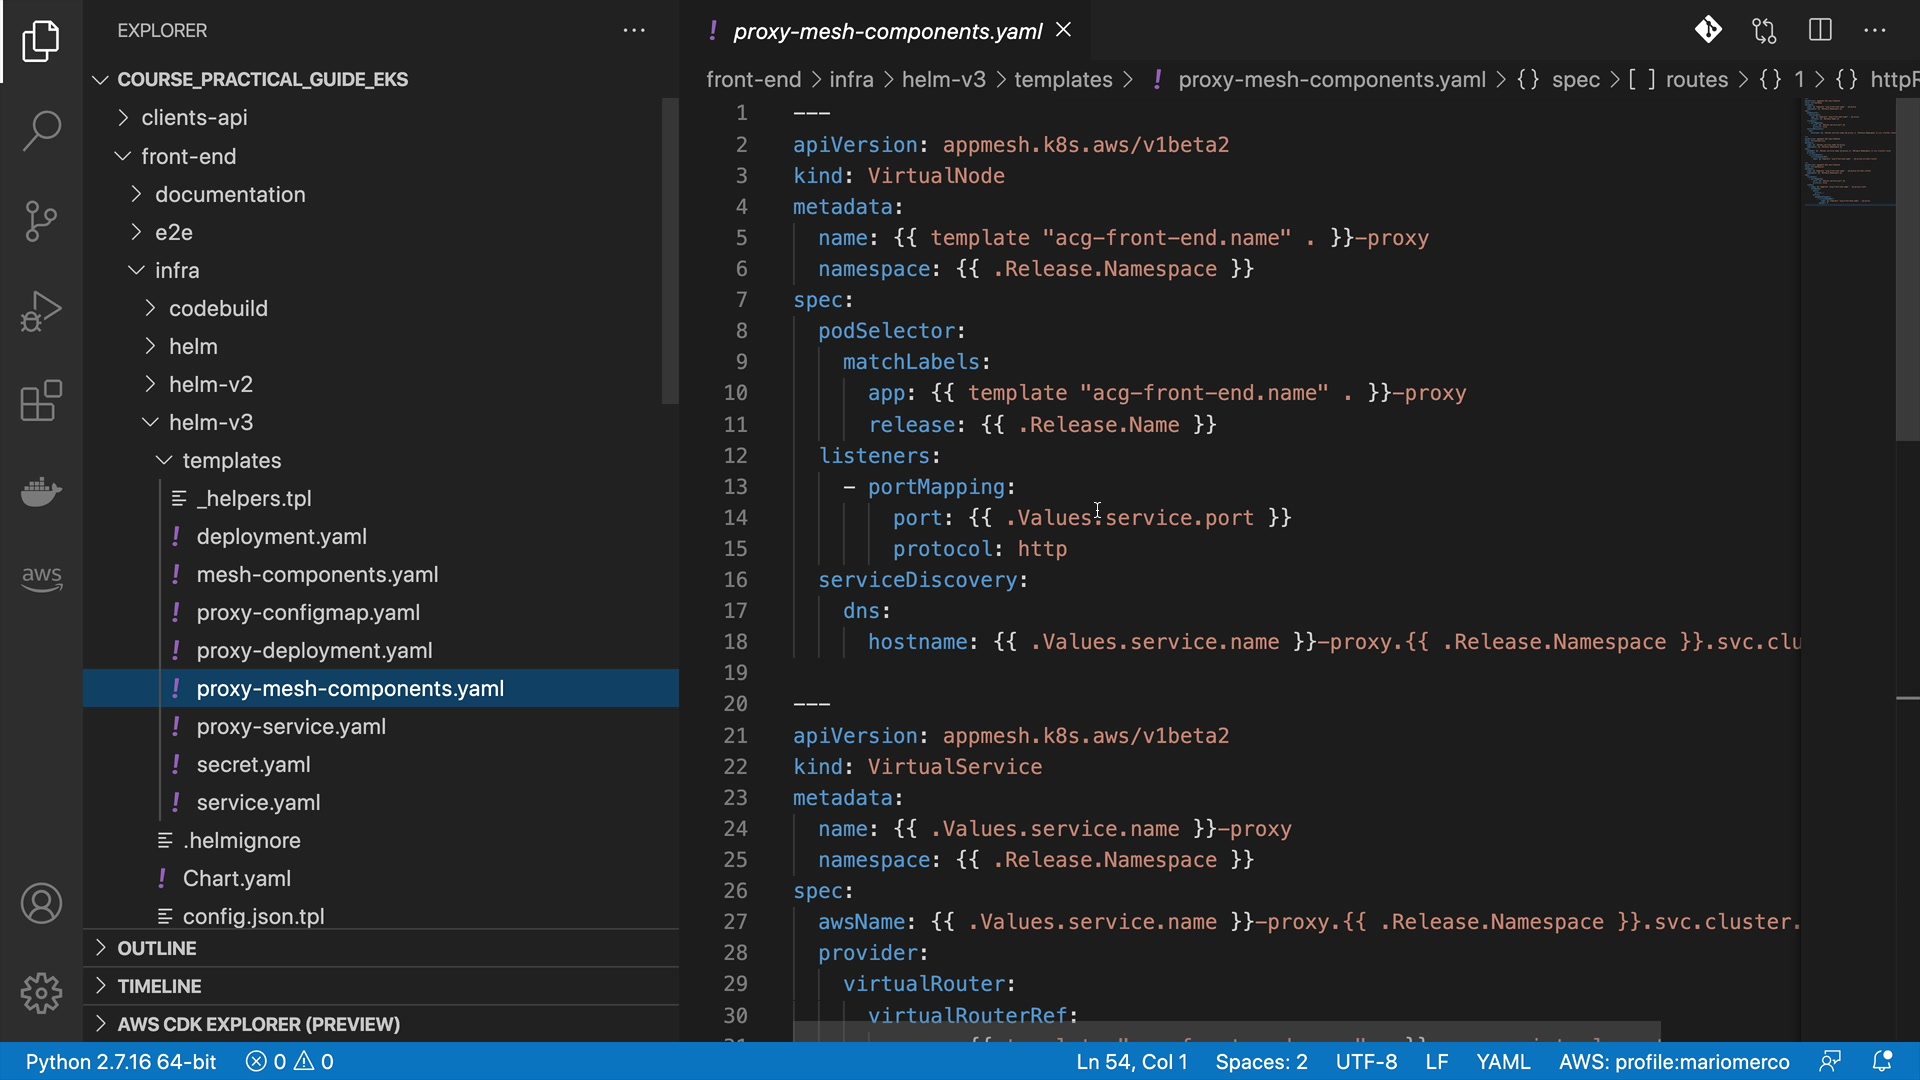 EXPLORER
COURSE_PRACTICAL_GUIDE_EKS
clients-api
front-end
documentation
e2e
infra
codebuild
helm
helm-v2
helm-v3
templates
_helpers.tpl
! deployment.yaml
! mesh-components.yaml
! proxy-configmap.yaml
! proxy-deployment.yaml
! proxy-mesh-components.yaml
! proxy-service.yaml
! secret.yaml
! service.yaml
.helmignore
! Chart.yaml
config.json.tpl
OUTLINE
TIMELINE
AWS CDK EXPLORER (PREVIEW)
aws
! proxy-mesh-components.yaml
front-end > infra > helm-v3 > templates > ! proxy-mesh-components.yaml > {} spec > [ ] routes > {} 1 > {} httpR
1 ---
2 apiVersion: appmesh.k8s.aws/v1beta2
3 kind: VirtualNode
4 metadata:
5 name: {{ template "acg-front-end.name" . }}-proxy
6 namespace: {{ .Release.Namespace }}
7 spec:
8 podSelector:
9 matchLabels:
10 app: {{ template "acg-front-end.name" . }}-proxy
11 release: {{ .Release.Name }}
12 listeners:
13 - portMapping:
14 port: {{ .Values.service.port }}
15 protocol: http
16 serviceDiscovery:
17 dns:
18 hostname: {{ .Values.service.name }}-proxy.{{ .Release.Namespace }}.svc.clu
19
20 ---
21 apiVersion: appmesh.k8s.aws/v1beta2
22 kind: VirtualService
23 metadata:
24 name: {{ .Values.service.name }}-proxy
25 namespace: {{ .Release.Namespace }}
26 spec:
27 awsName: {{ .Values.service.name }}-proxy.{{ .Release.Namespace }}.svc.cluster.
28 provider:
29 virtualRouter:
30 virtualRouterRef:
Python 2.7.16 64-bit 0 0 Ln 54, Col 1 Spaces: 2 UTF-8 LF YAML AWS: profile:mariomerco